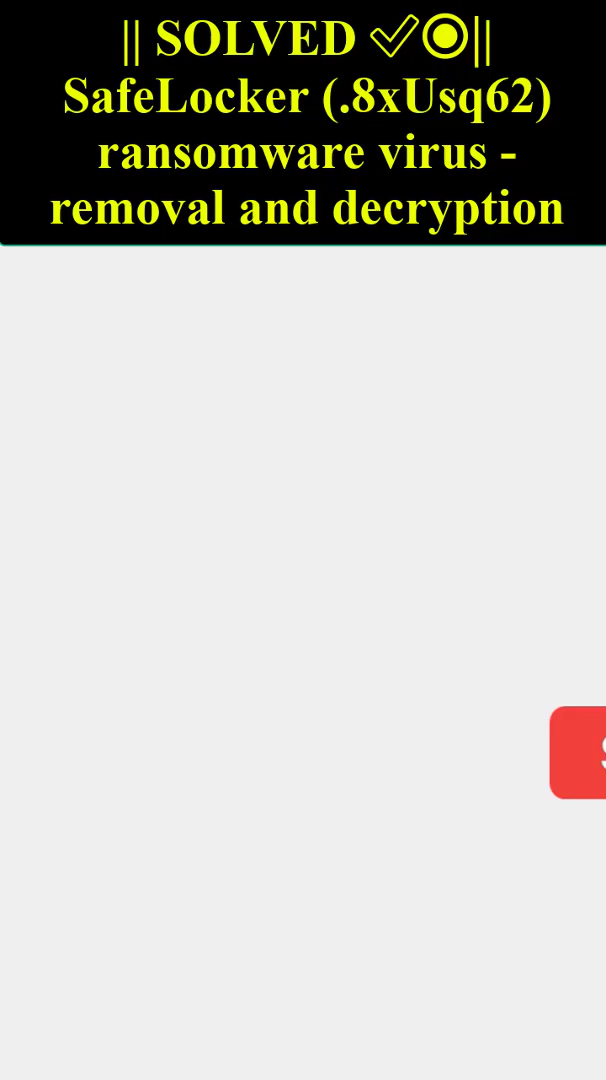 || SOLVED ✅🔘||
SafeLocker (.8xUsq62)
ransomware virus -
removal and decryption